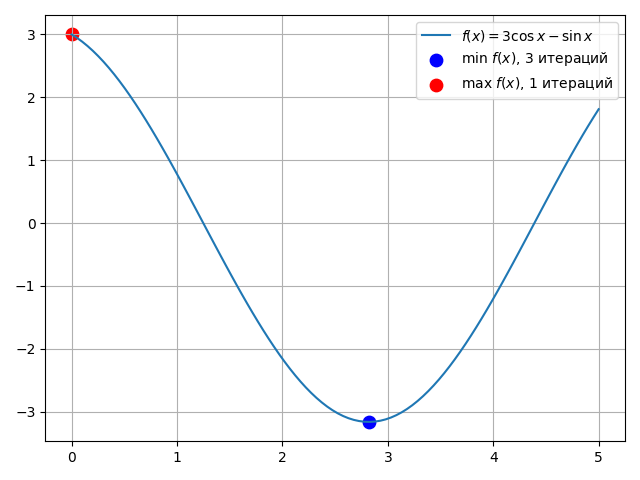 f(x) = 3cos x − sin x
min f(x), 3 итераций
max f(x), 1 итераций
3
2
1
0
−1
−2
−3
0 1 2 3 4 5